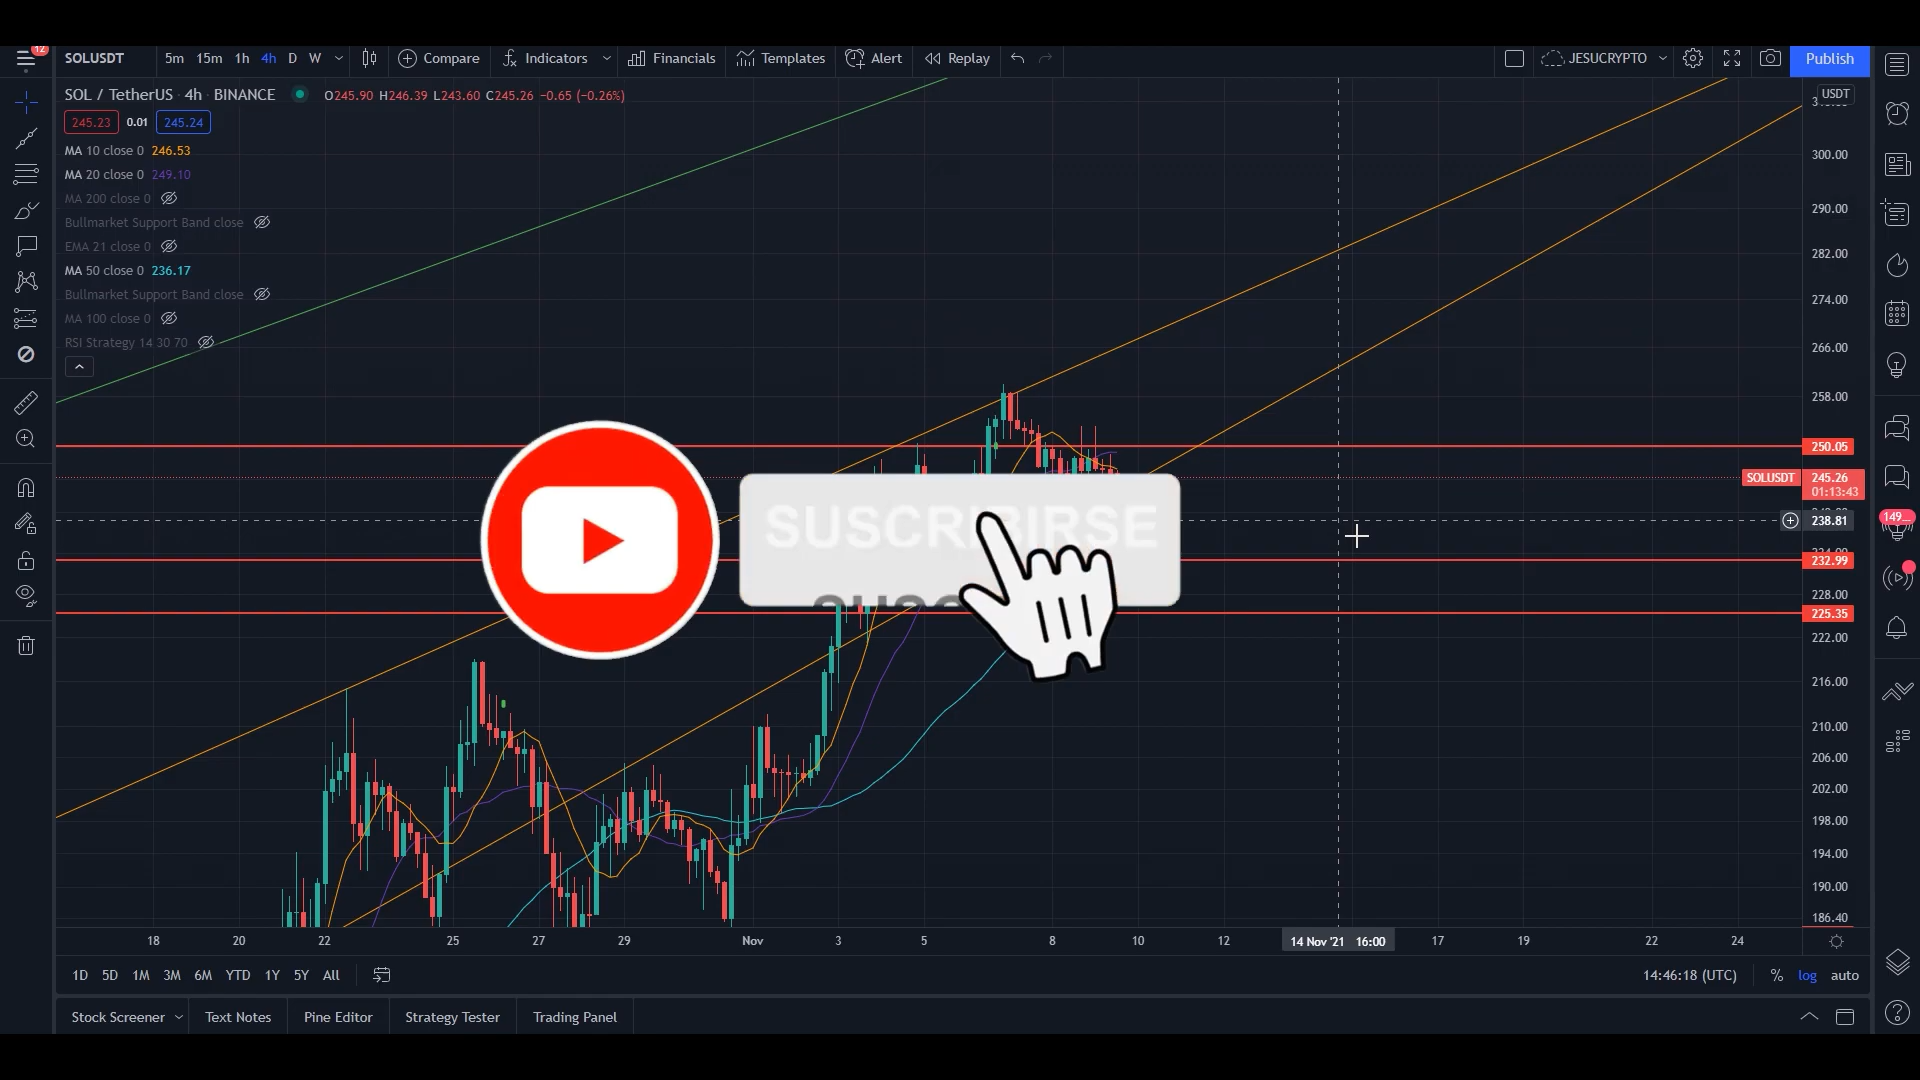 12
SOLUSDT 5m 15m 1h 4h D W Compare Indicators Financials Templates Alert Replay JESUCRYPTO Publish
SOL / TetherUS · 4h · BINANCE O245.90 H246.39 L243.60 C245.26 −0.65 (−0.26%)
USDT
245.23 0.01 245.24
MA 10 close 0 246.53
MA 20 close 0 249.10
MA 200 close 0
Bullmarket Support Band close
EMA 21 close 0
MA 50 close 0 236.17
Bullmarket Support Band close
MA 100 close 0
RSI Strategy 14 30 70
300.00
290.00
282.00
274.00
266.00
258.00
250.05
SOLUSDT 245.26
01:13:43
238.81
232.99
228.00
225.35
222.00
216.00
210.00
206.00
202.00
198.00
194.00
190.00
186.40
149
SUSCRIBIRSE
18 20 22 25 27 29 Nov 3 5 8 10 12 14 Nov '21 16:00 17 19 22 24
1D 5D 1M 3M 6M YTD 1Y 5Y All 14:46:18 (UTC) % log auto
Stock Screener Text Notes Pine Editor Strategy Tester Trading Panel